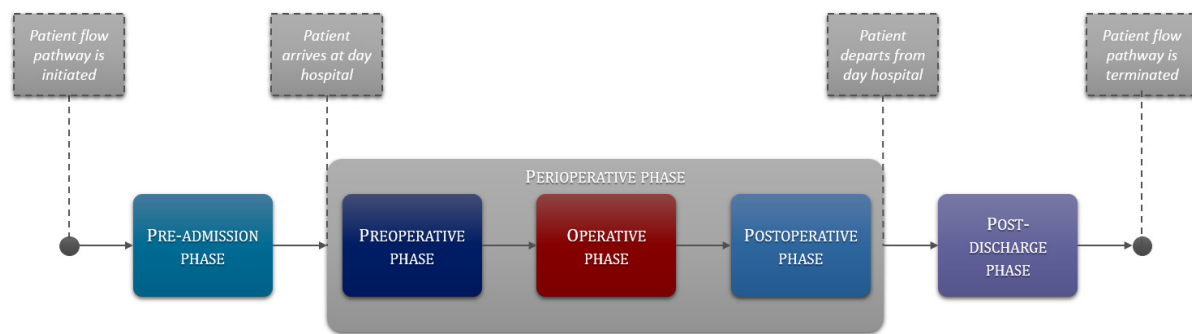 Patient flow
pathway is
initiated
Patient
arrives at day
hospital
Patient
departs from
day hospital
Patient flow
pathway is
terminated
PERIOPERATIVE PHASE
PRE-ADMISSION
PHASE
PREOPERATIVE
PHASE
OPERATIVE
PHASE
POSTOPERATIVE
PHASE
POST-
DISCHARGE
PHASE